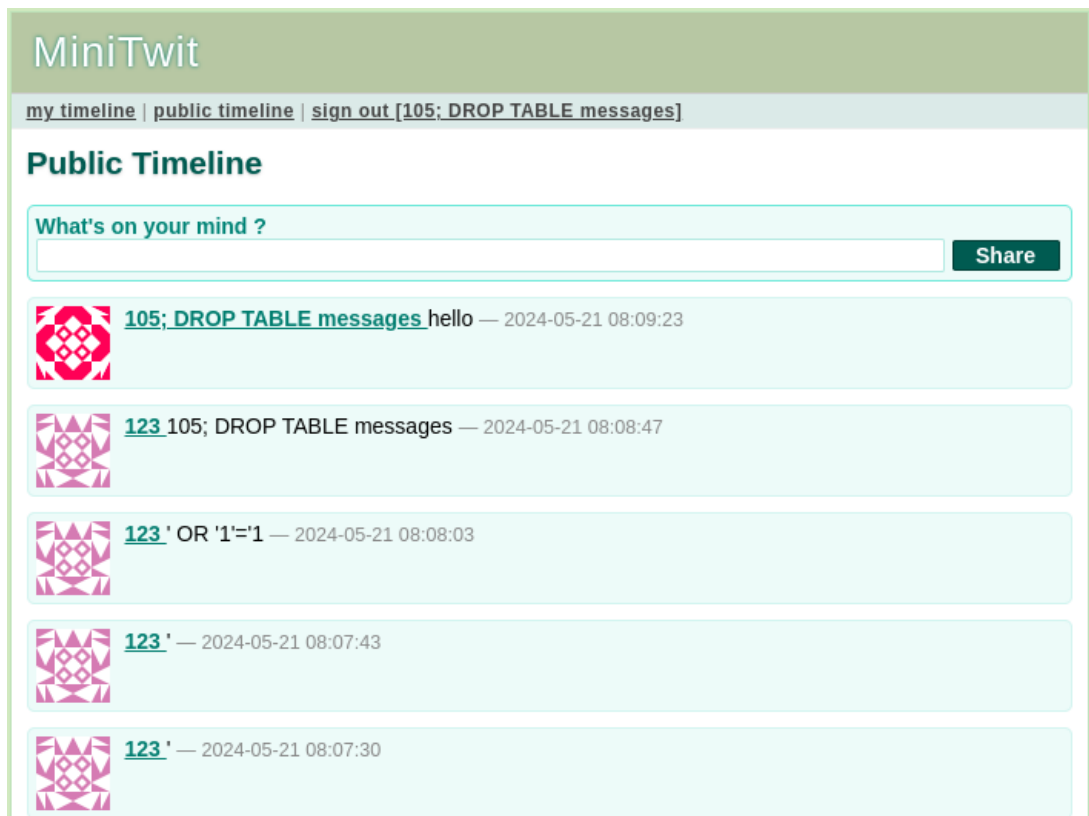 MiniTwit
my timeline | public timeline | sign out [105; DROP TABLE messages]
Public Timeline
What's on your mind ?
Share
105; DROP TABLE messages hello — 2024-05-21 08:09:23
123 105; DROP TABLE messages — 2024-05-21 08:08:47
123 ' OR '1'='1 — 2024-05-21 08:08:03
123 ' — 2024-05-21 08:07:43
123 ' — 2024-05-21 08:07:30